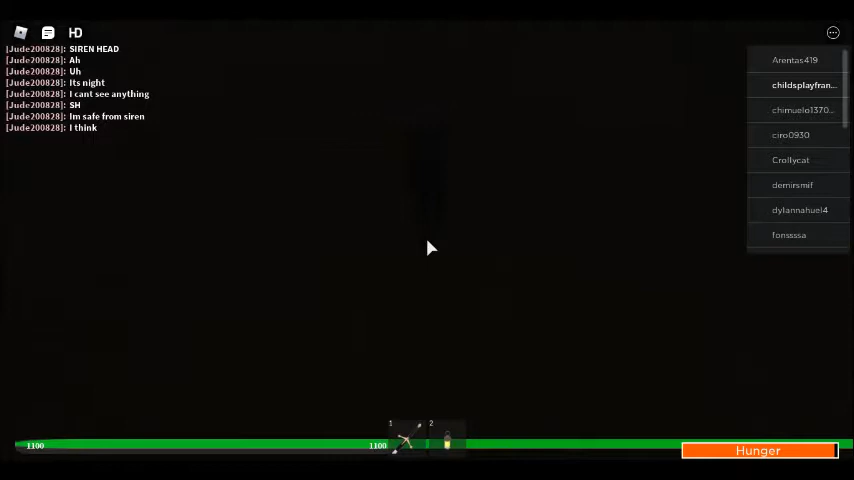 HD
[Jude200828]: SIREN HEAD
[Jude200828]: Ah
[Jude200828]: Uh
[Jude200828]: Its night
[Jude200828]: I cant see anything
[Jude200828]: SH
[Jude200828]: Im safe from siren
[Jude200828]: I think
Arentas419
childsplayfran...
chimuelo1370...
ciro0930
Crollycat
demirsmif
dylannahuel4
fonssssa
1 2
1100 1100
Hunger